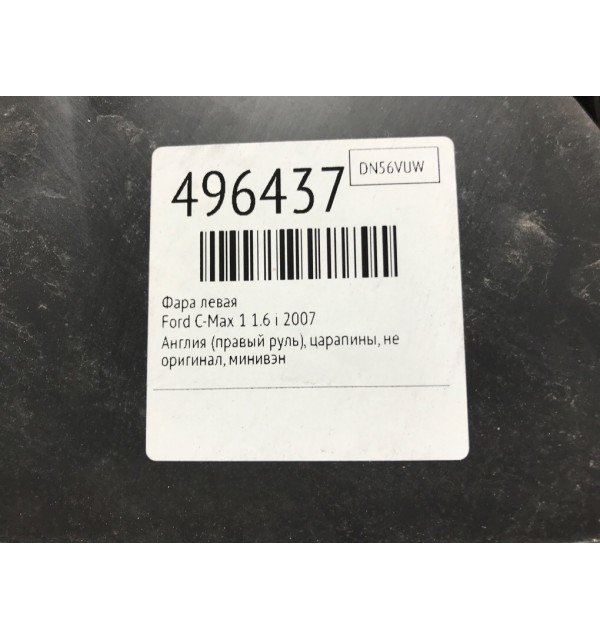 496437
DN56VUW
Фара левая
Ford C-Max 1 1.6 i 2007
Англия (правый руль), царапины, не
оригинал, минивэн